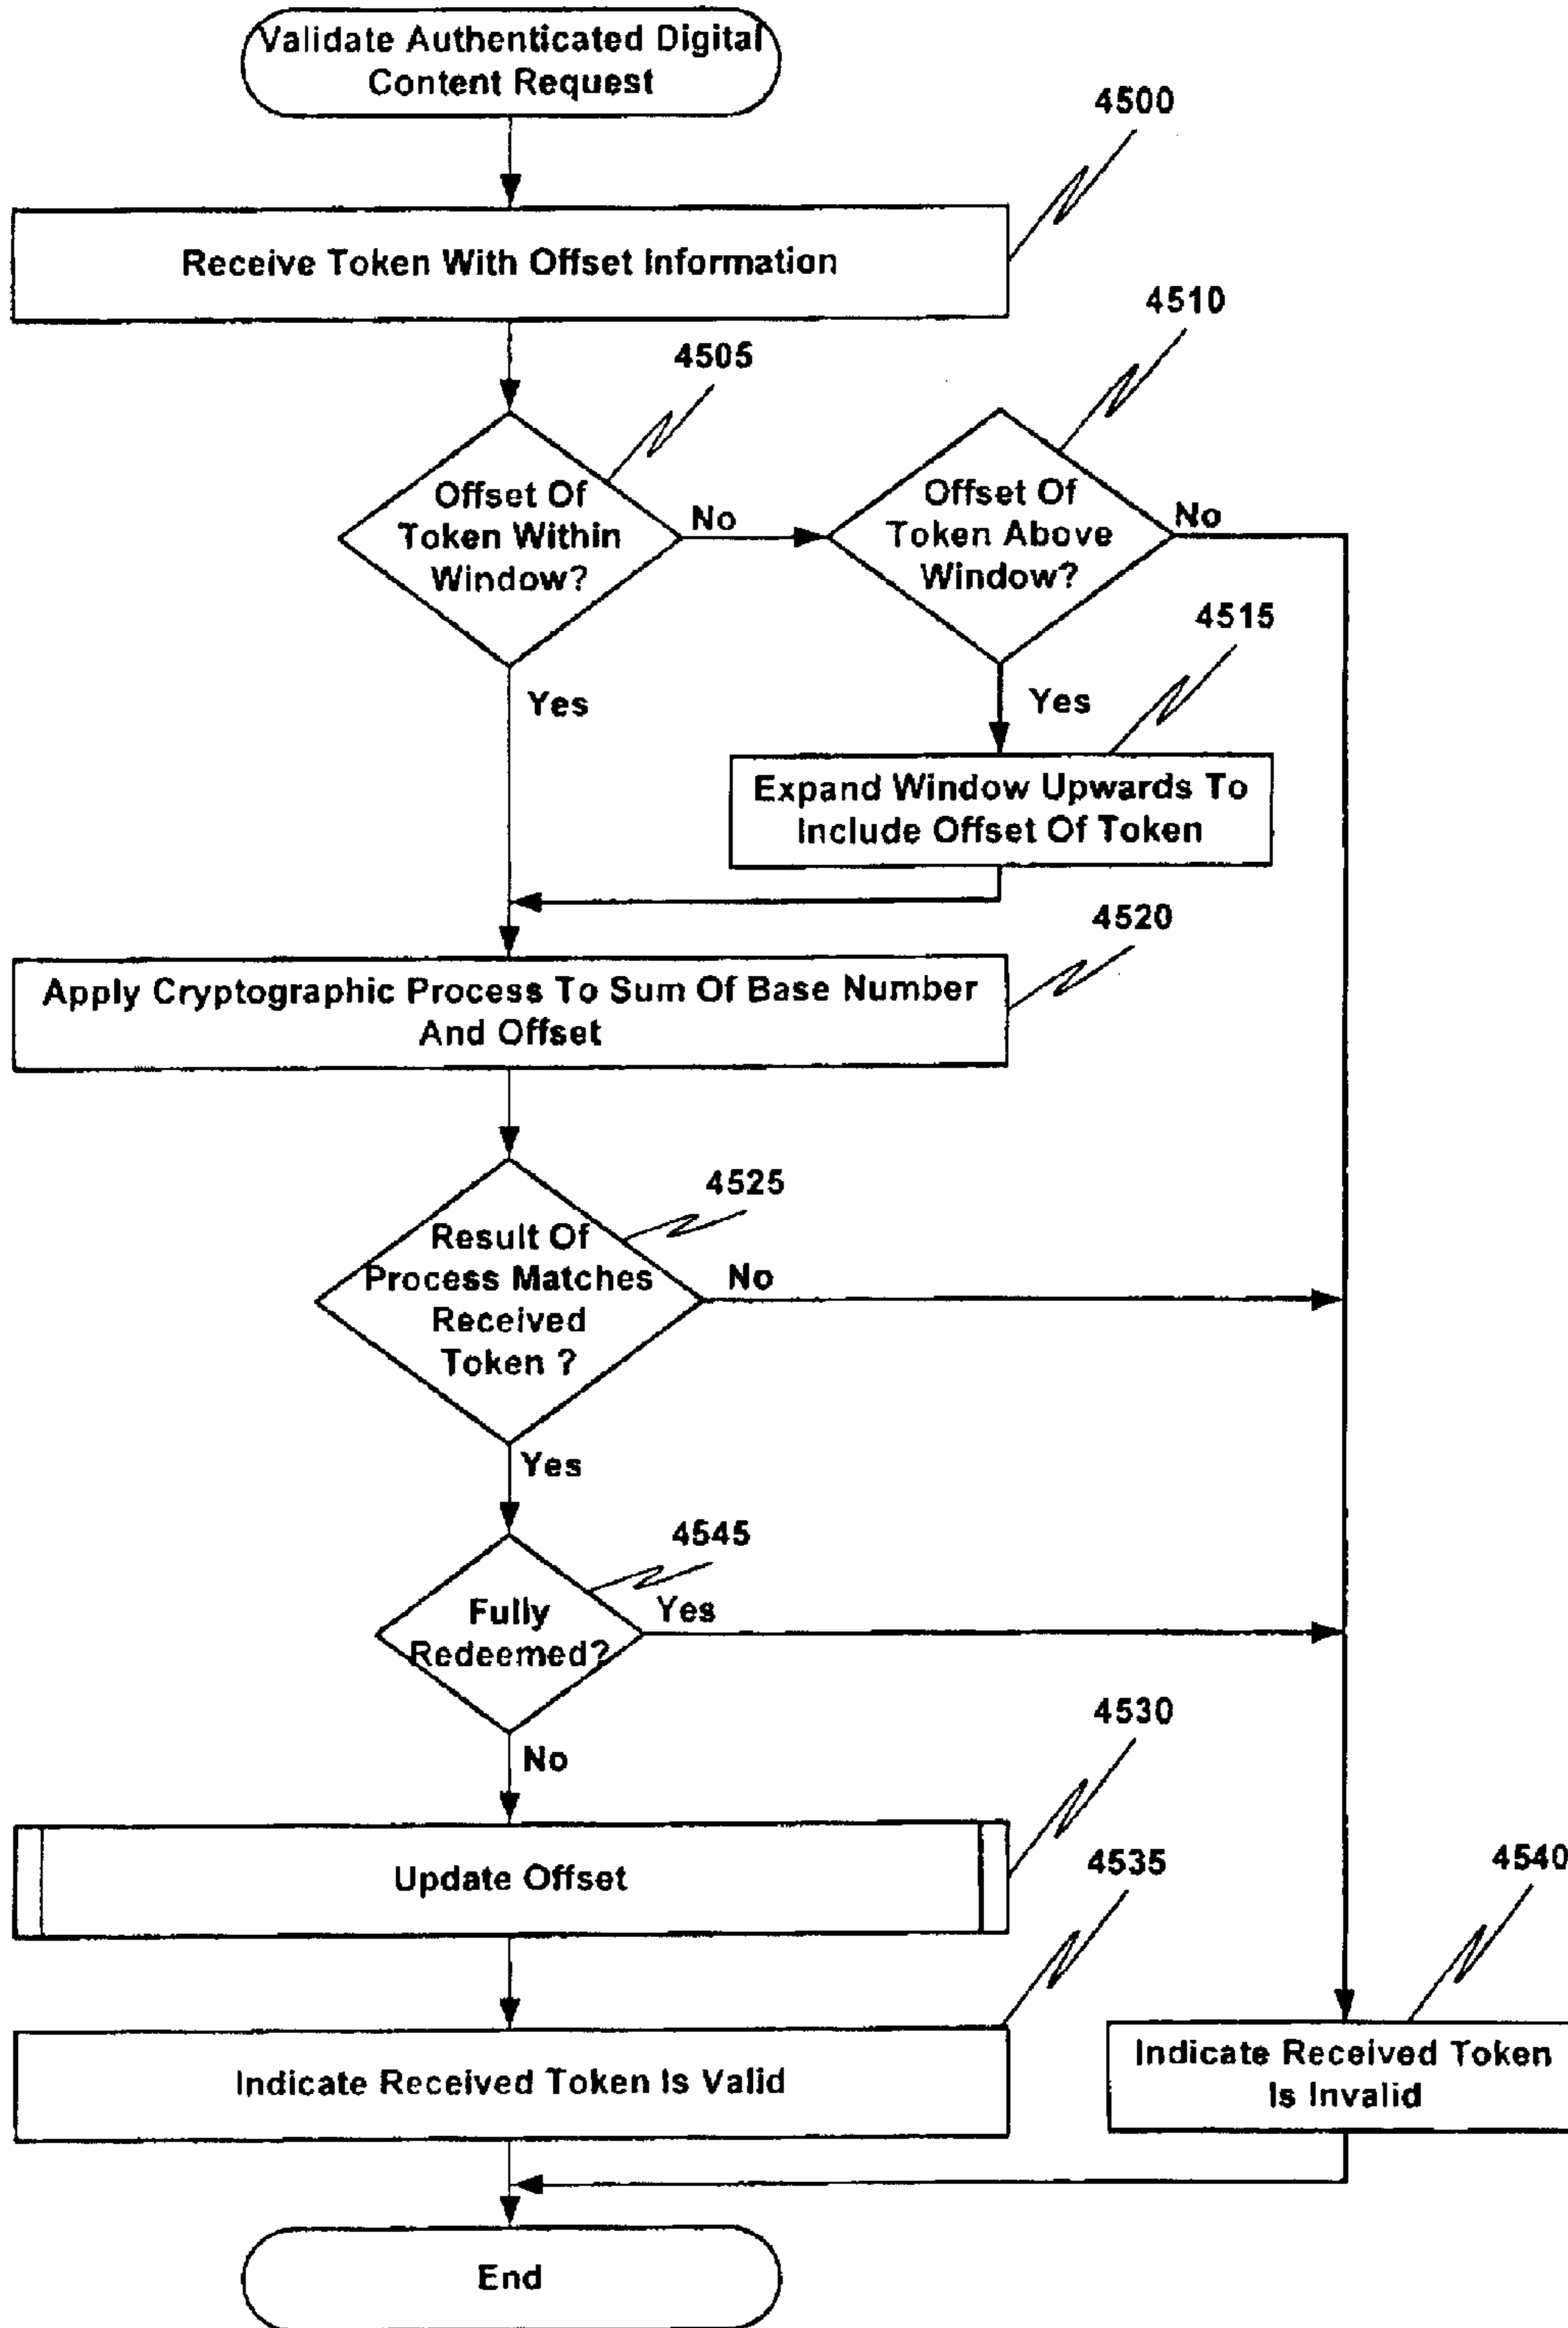 Validate Authenticated Digital
Content Request
4500
Receive Token With Offset Information
4510
4505
Offset Of
Token Within
Window?
No
Offset Of
Token Above
Window?
No
4515
Yes
Yes
Expand Window Upwards To
Include Offset Of Token
4520
Apply Cryptographic Process To Sum Of Base Number
And Offset
4525
Result Of
Process Matches
Received
Token ?
No
Yes
4545
Fully
Redeemed?
Yes
4530
No
Update Offset
4535
4540
Indicate Received Token Is Valid
Indicate Received Token
Is Invalid
End